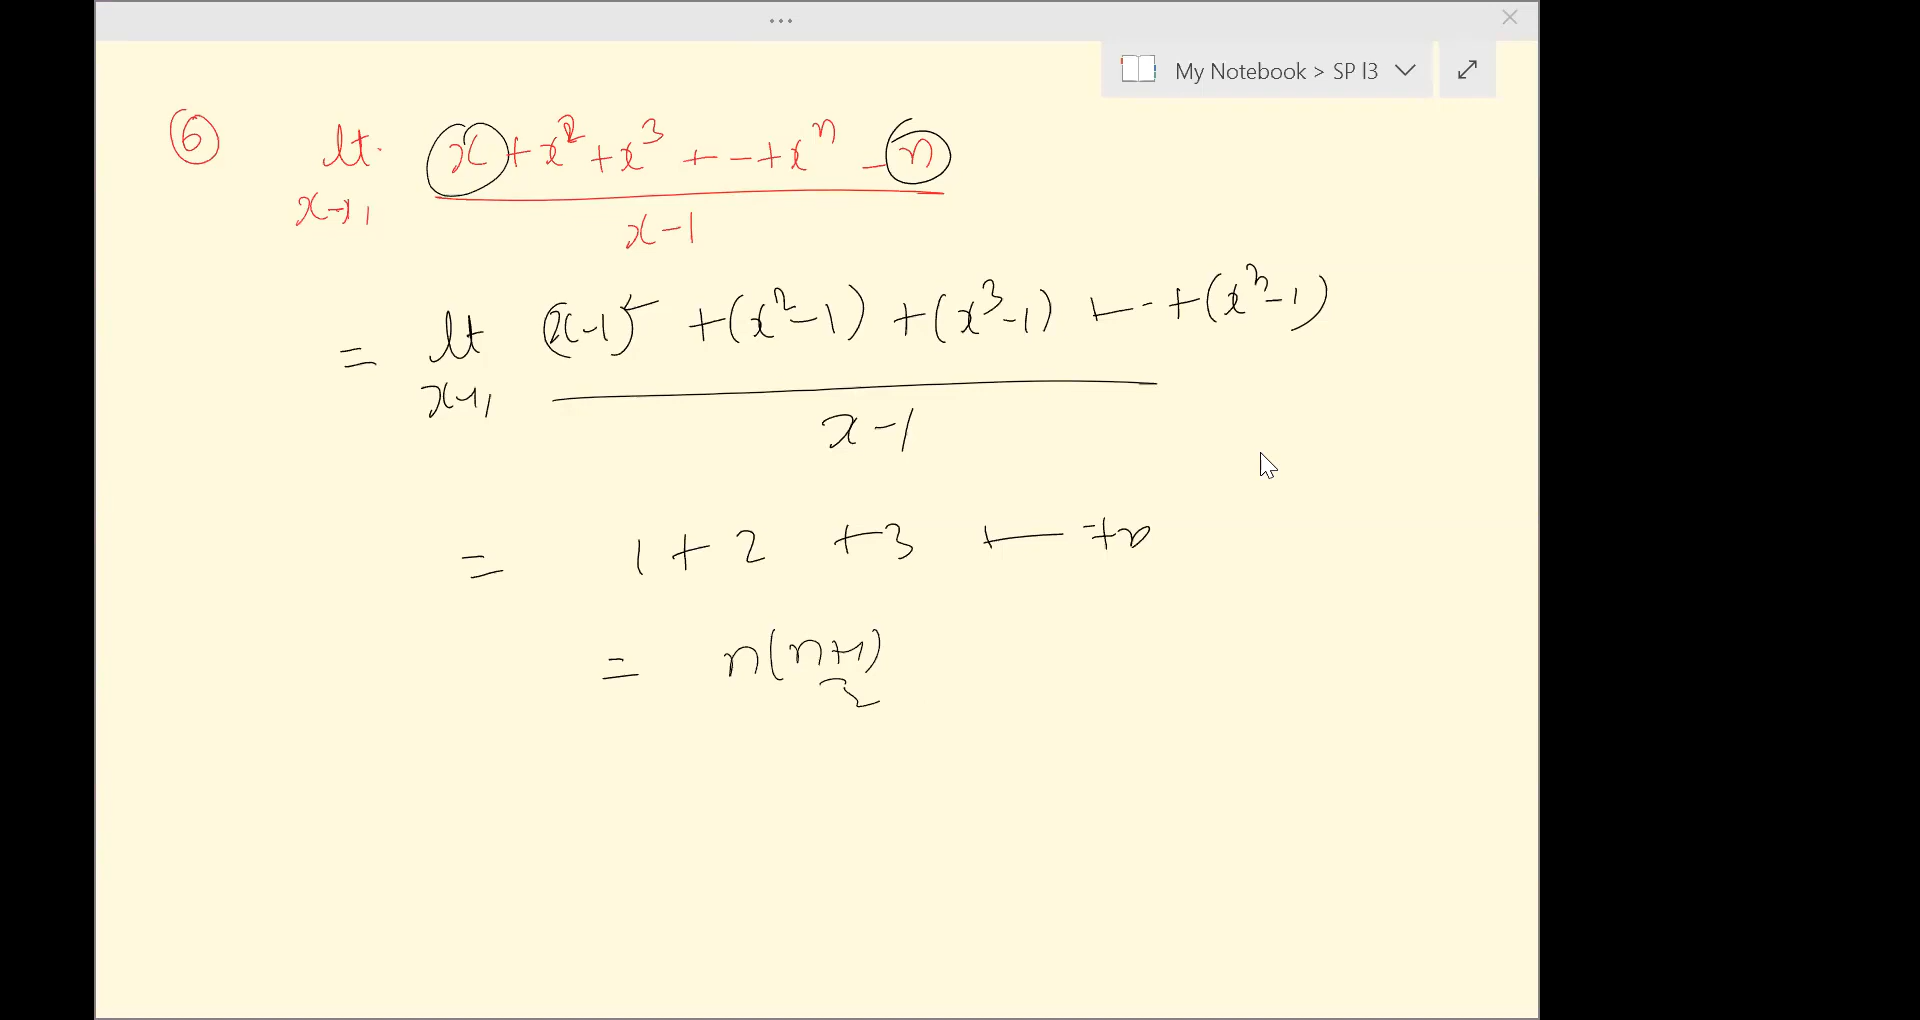 ...
My Notebook > SP l3
⑥ lt. x→1 (x + x² + x³ + - - + xⁿ - n) / (x-1)
= lt x→1 ((x-1) + (x²-1) + (x³-1) + - - + (xⁿ-1)) / (x-1)
= 1 + 2 + 3 + — + n
= n(n+1)/2